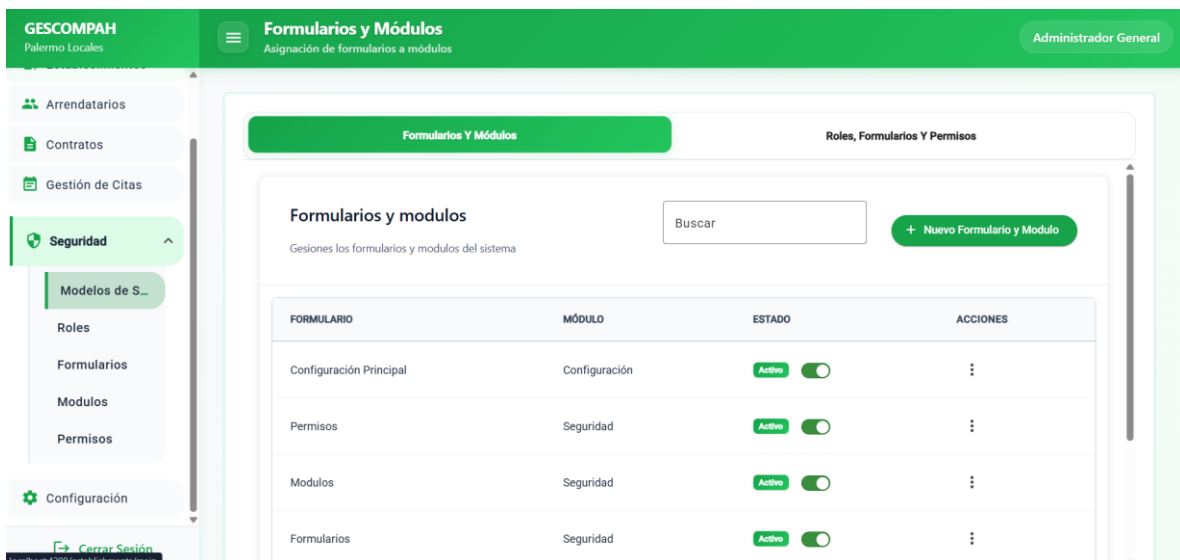 GESCOMPAH
Palermo Locales
Formularios y Módulos
Asignación de formularios a módulos
Administrador General
Arrendatarios
Contratos
Gestión de Citas
Seguridad
Modelos de S...
Roles
Formularios
Modulos
Permisos
Configuración
Cerrar Sesión
Formularios Y Módulos
Roles, Formularios Y Permisos
Formularios y modulos
Gesiones los formularios y modulos del sistema
Buscar
+ Nuevo Formulario y Modulo
FORMULARIO MÓDULO ESTADO ACCIONES
Configuración Principal Configuración Activo
Permisos Seguridad Activo
Modulos Seguridad Activo
Formularios Seguridad Activo